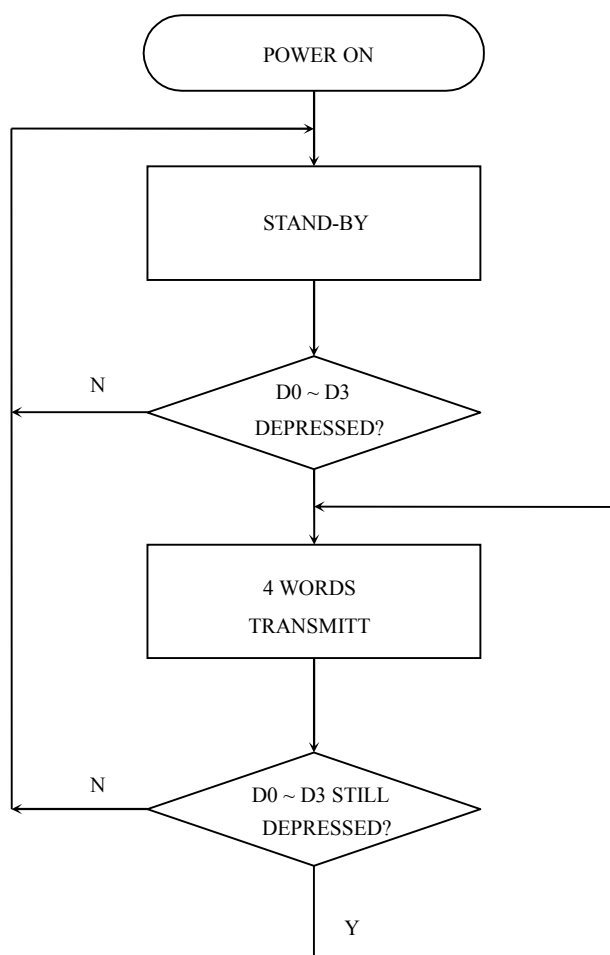 POWER ON
STAND-BY
D0 ~ D3
DEPRESSED?
N
4 WORDS
TRANSMITT
D0 ~ D3 STILL
DEPRESSED?
N
Y